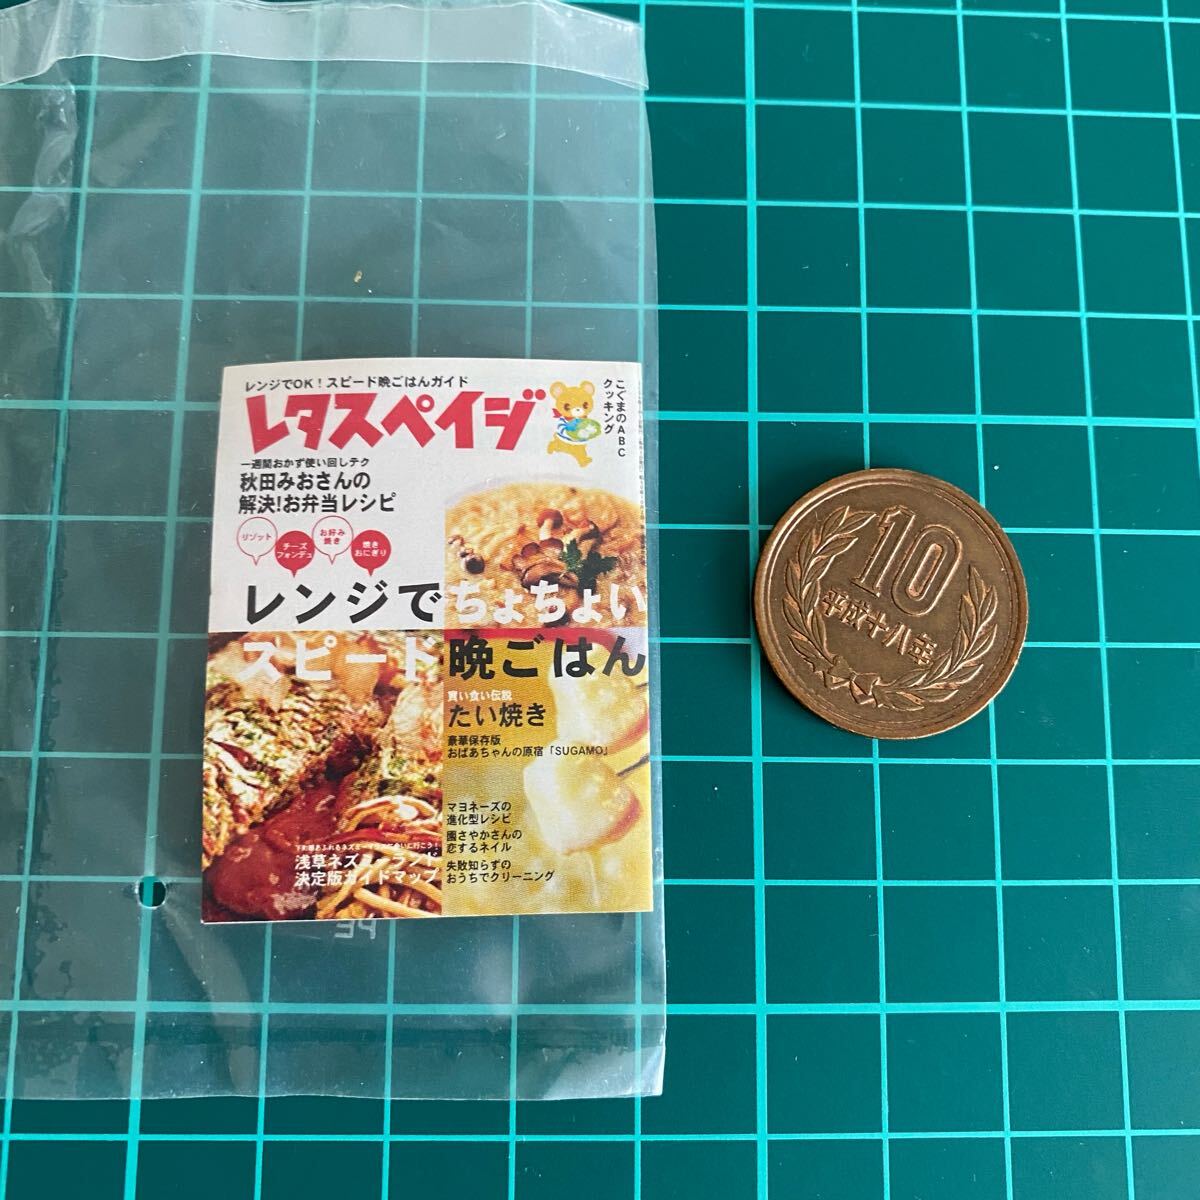 レンジでOK！スピード晩ごはんガイド
レタスペイジ
こぐまのABC
クッキング
一週間おかず使い回しテク
秋田みおさんの
解決!お弁当レシピ
リゾット
チーズ
フォンデュ
お好み
焼き
焼き
おにぎり
レンジでちょちょい
スピード晩ごはん
買い食い伝説
たい焼き
豪華保存版
おばあちゃんの原宿「SUGAMO」
マヨネーズの
進化型レシピ
園さやかさんの
恋するネイル
失敗知らずの
おうちでクリーニング
浅草ネズミーランド
決定版ガイドマップ
10
平成十八年